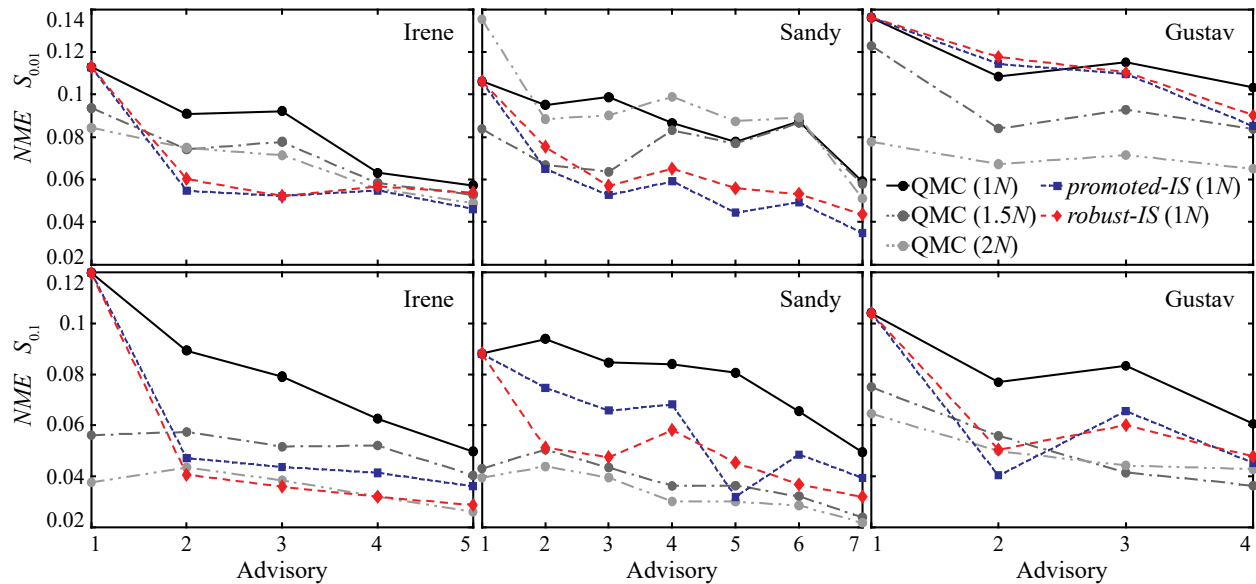 NME S0.01
0.14
0.12
0.1
0.08
0.06
0.04
0.02
Irene
Sandy
Gustav
QMC (1N)
QMC (1.5N)
QMC (2N)
promoted-IS (1N)
robust-IS (1N)
NME S0.1
0.12
0.1
0.08
0.06
0.04
0.02
Irene
Sandy
Gustav
1 2 3 4 5
1 2 3 4 5 6 7
1 2 3 4
Advisory
Advisory
Advisory